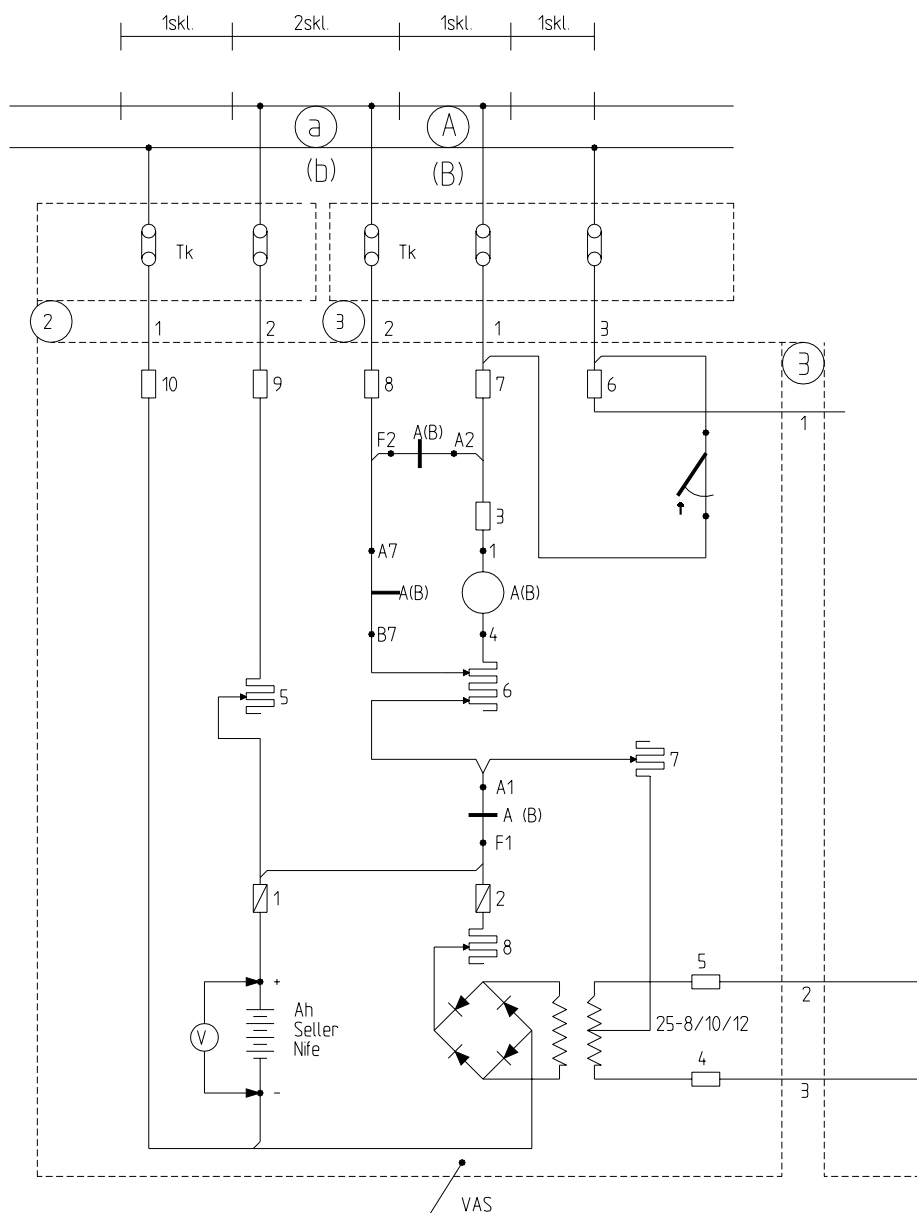 1skl. 2skl. 1skl. 1skl.
a A
(b) (B)
Tk Tk
2 3
1 2 2 1 3
3
10 9 8 7 6
1
A(B)
F2 A2
3
A7 1
A(B) A(B)
B7 4
5 6
7
A1
A (B)
F1
1 2
8
5
+
2
Ah
Seller
Nife
V
25-8/10/12
4
-
3
VAS